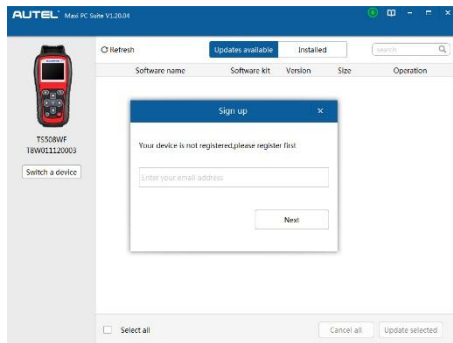 AUTEL Maxi PC Suite V1.20.04
Refresh
Updates available
Installed
search
Software name Software kit Version Size Operation
TS508WF
T8W011120003
Switch a device
Sign up ×
Your device is not registered,please register first
Enter your email address
Next
Select all
Cancel all
Update selected